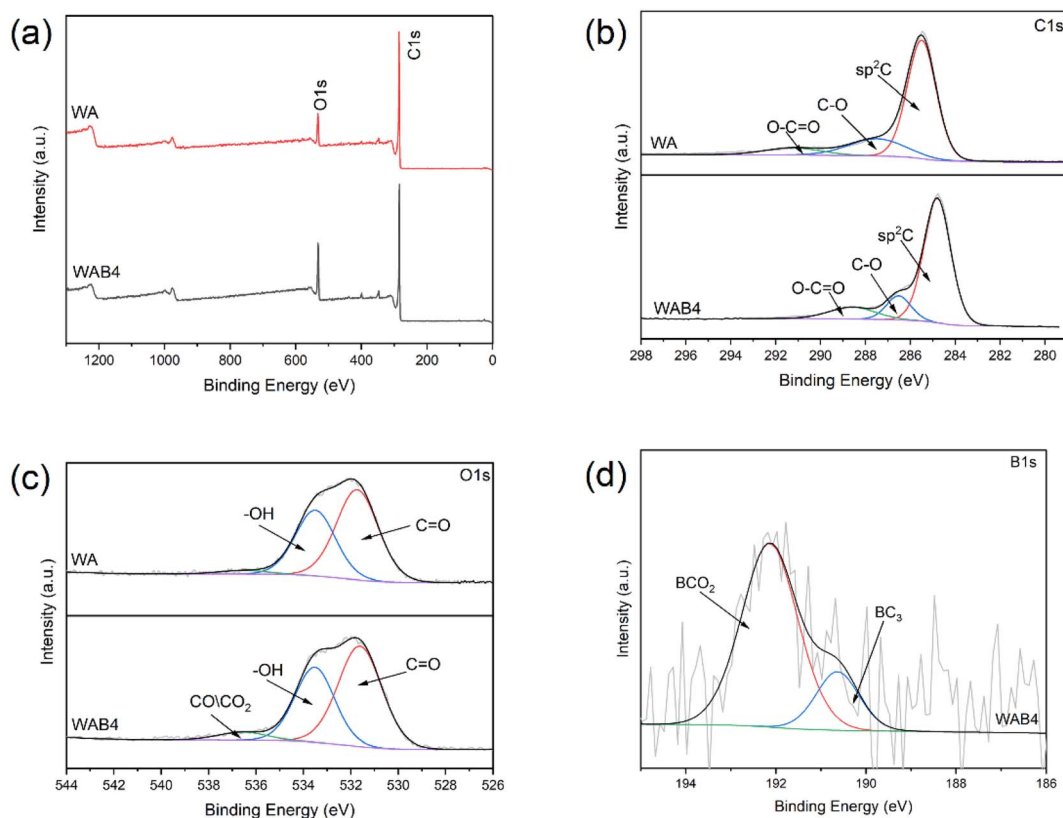 (a)
WA
WAB4
O1s
C1s
Intensity (a.u.)
1200 1000 800 600 400 200 0
Binding Energy (eV)
(b)
C1s
sp²C
C-O
O-C=O
WA
sp²C
C-O
O-C=O
WAB4
Intensity (a.u.)
298 296 294 292 290 288 286 284 282 280
Binding Energy (eV)
(c)
O1s
-OH
C=O
WA
-OH
C=O
CO\CO₂
WAB4
Intensity (a.u.)
544 542 540 538 536 534 532 530 528 526
Binding Energy (eV)
(d)
B1s
BCO₂
BC₃
WAB4
Intensity (a.u.)
194 192 190 188 186
Binding Energy (eV)